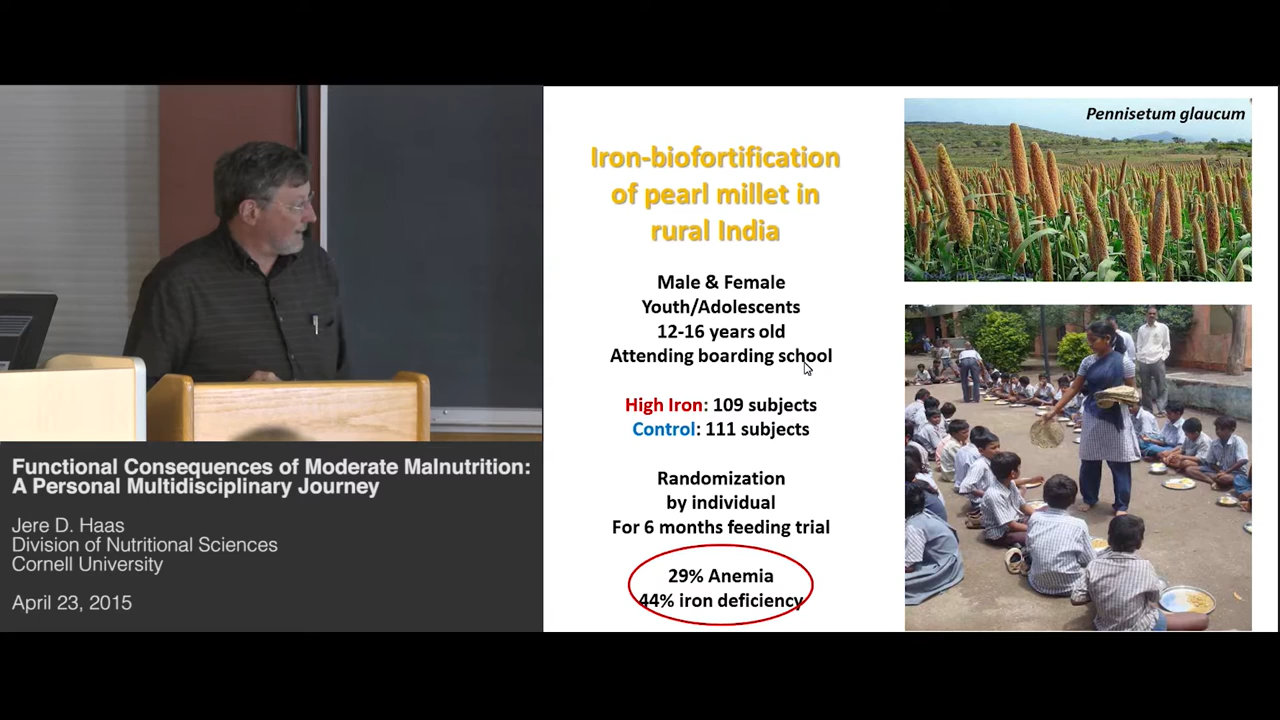 Pennisetum glaucum
Iron-biofortification
of pearl millet in
rural India
Male & Female
Youth/Adolescents
12-16 years old
Attending boarding school
High Iron: 109 subjects
Control: 111 subjects
Randomization
by individual
For 6 months feeding trial
29% Anemia
44% iron deficiency
Functional Consequences of Moderate Malnutrition:
A Personal Multidisciplinary Journey
Jere D. Haas
Division of Nutritional Sciences
Cornell University
April 23, 2015